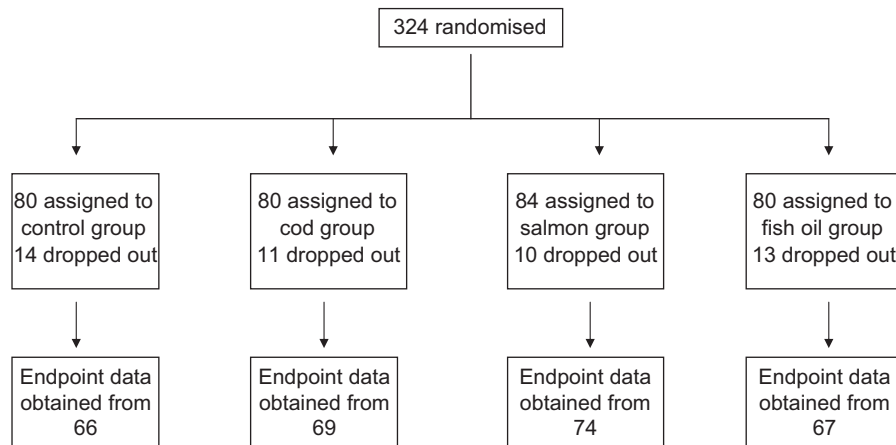 324 randomised
80 assigned to
control group
14 dropped out
80 assigned to
cod group
11 dropped out
84 assigned to
salmon group
10 dropped out
80 assigned to
fish oil group
13 dropped out
Endpoint data
obtained from
66
Endpoint data
obtained from
69
Endpoint data
obtained from
74
Endpoint data
obtained from
67